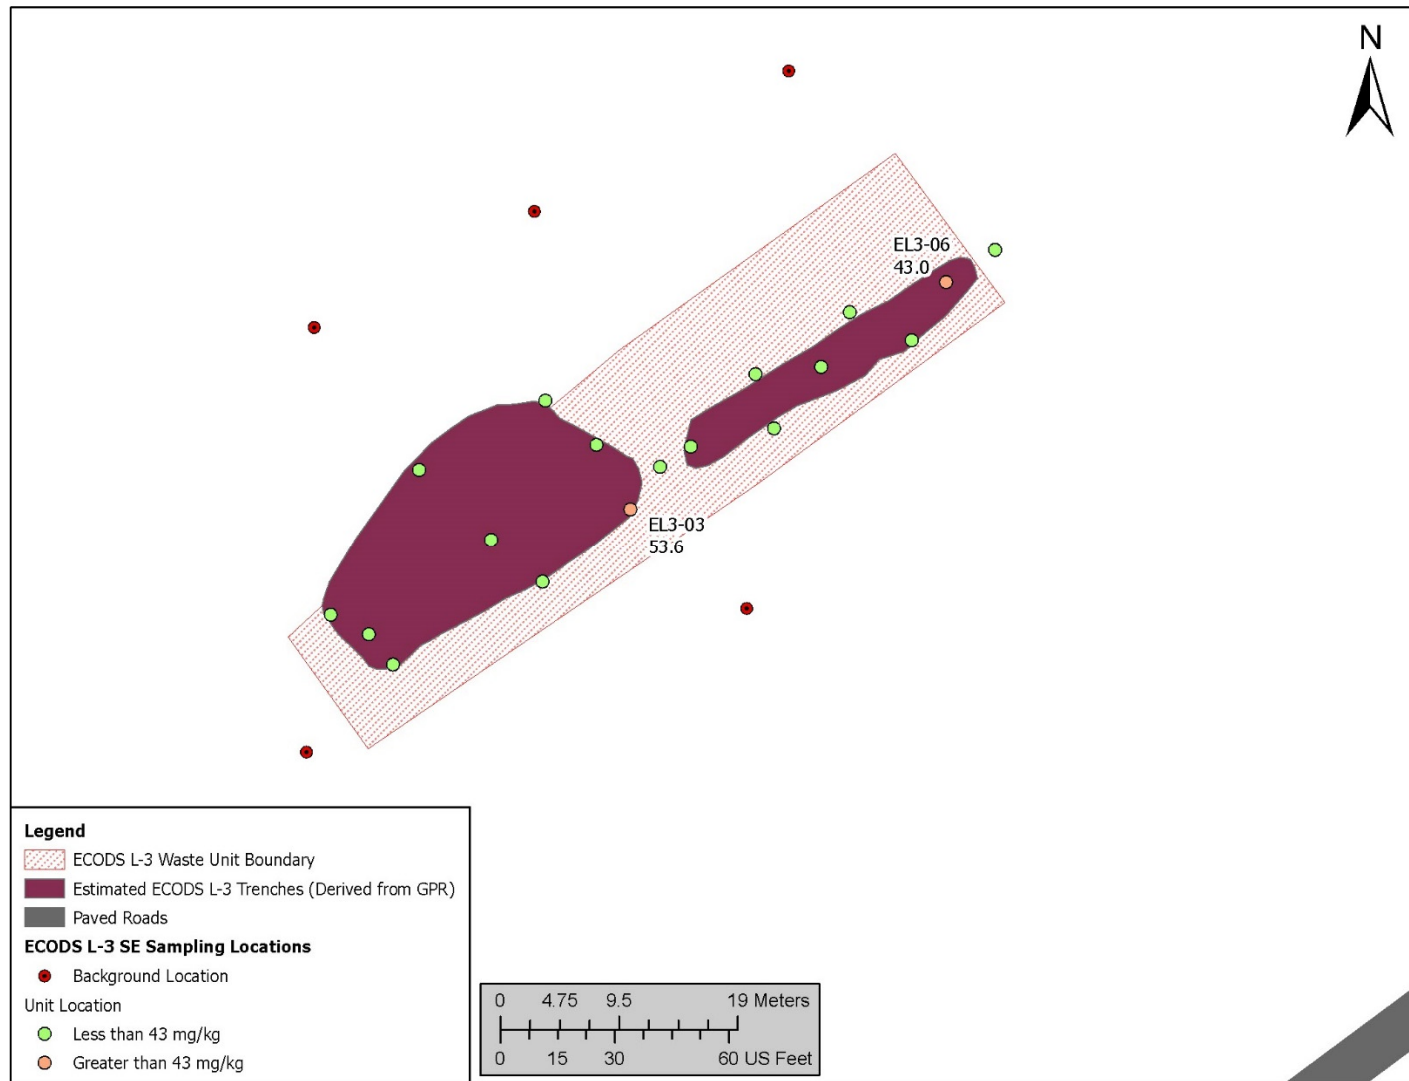 N
EL3-06
43.0
EL3-03
53.6
Legend
ECODS L-3 Waste Unit Boundary
Estimated ECODS L-3 Trenches (Derived from GPR)
Paved Roads
ECODS L-3 SE Sampling Locations
Background Location
Unit Location
Less than 43 mg/kg
Greater than 43 mg/kg
0 4.75 9.5 19 Meters
0 15 30 60 US Feet